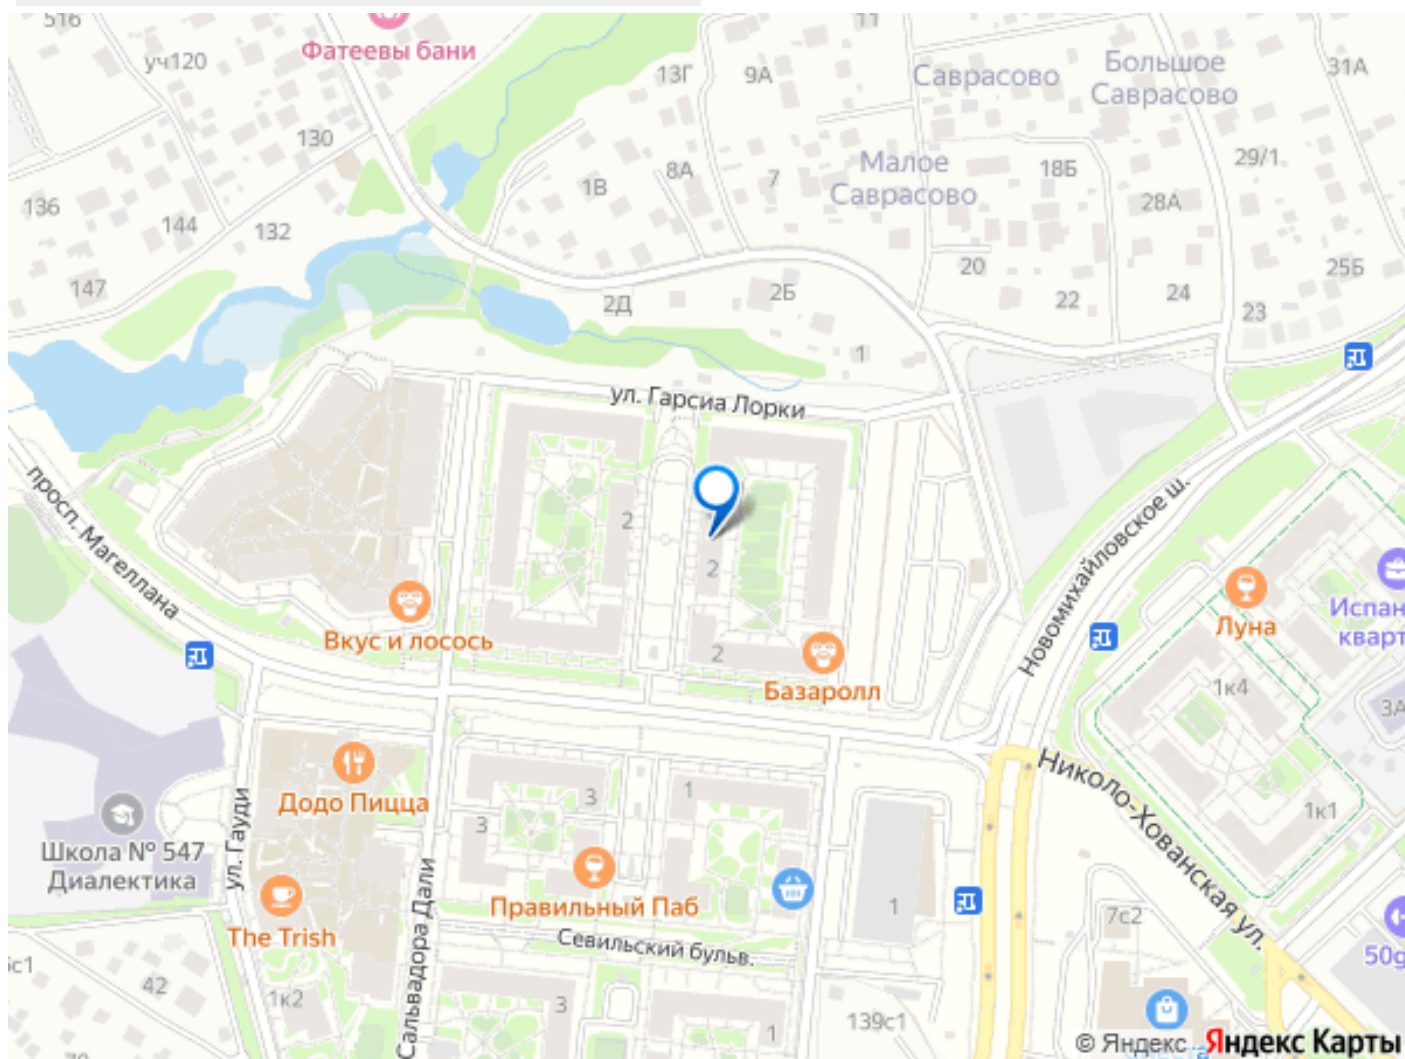 516
Фатеевы бани
уч120
13Г
9А
11
Саврасово
Большое
Саврасово
31А
130
Малое
Саврасово
8А
7
1В
18Б
29/1
136
144
132
28А
147
20
25Б
2Д
2Б
22
24
23
1
ул. Гарсиа Лорки
просп. Магеллана
2
2
2
Новомихайловское ш.
Вкус и лосось
Базаролл
Луна
Испан
кварт
1к4
3А
Николо-Хованская ул.
Додо Пицца
3
1
3
1к1
Школа № 547
Диалектика
ул. Гауди
Сальвадора Дали
Правильный Паб
1
7с2
The Trish
Севильский бульв.
50g
42
1к2
3
1
139с1
© Яндекс Яндекс Карты